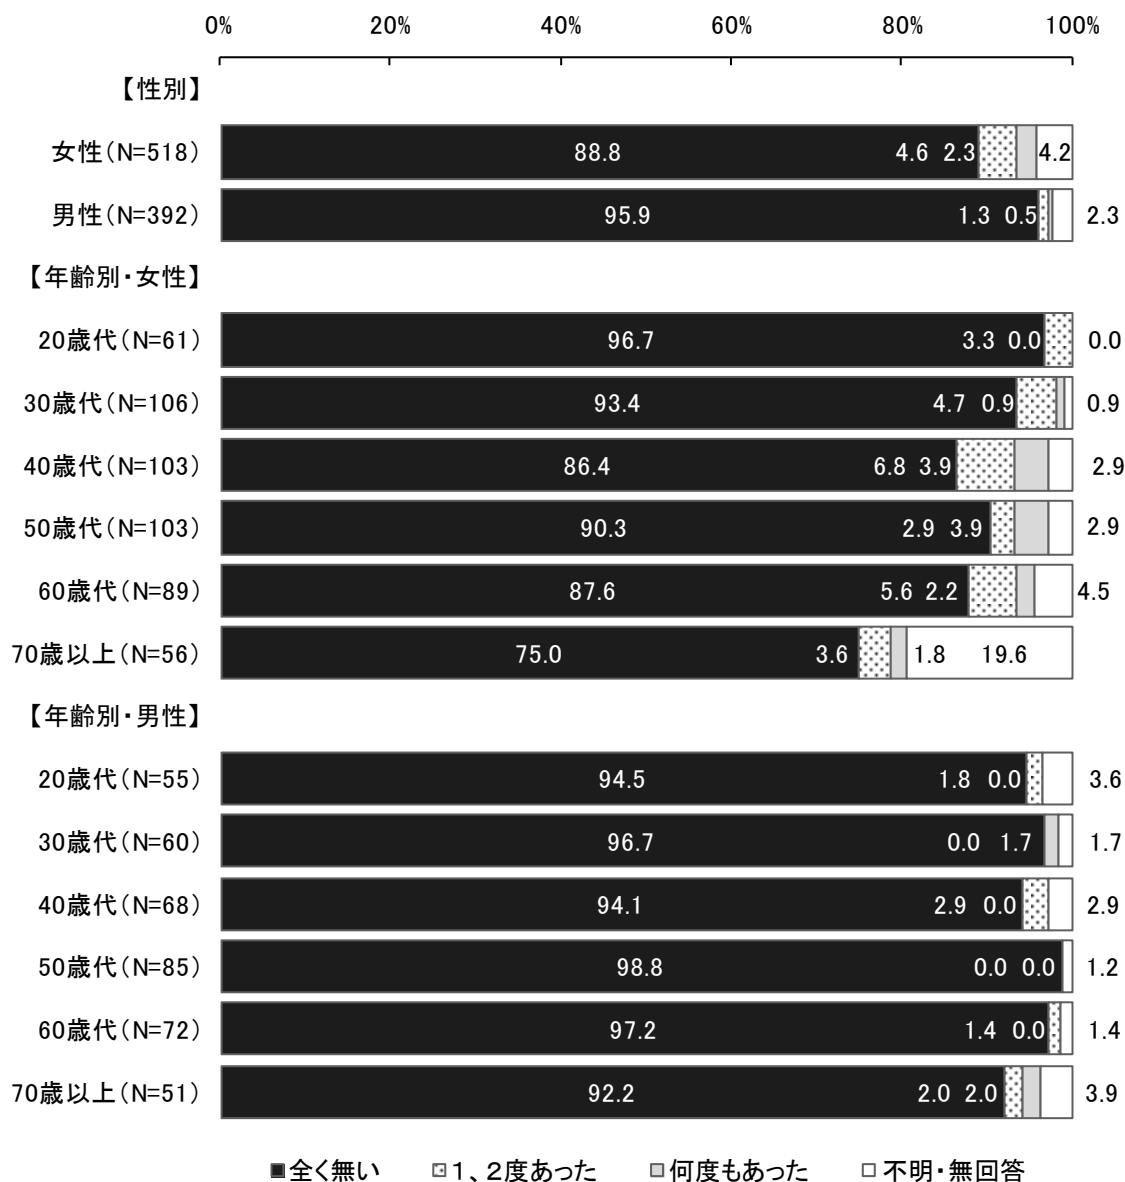 0% 20% 40% 60% 80% 100%
【性別】
女性(N=518) 88.8 4.6 2.3 4.2
男性(N=392) 95.9 1.3 0.5 2.3
【年齢別・女性】
20歳代(N=61) 96.7 3.3 0.0 0.0
30歳代(N=106) 93.4 4.7 0.9 0.9
40歳代(N=103) 86.4 6.8 3.9 2.9
50歳代(N=103) 90.3 2.9 3.9 2.9
60歳代(N=89) 87.6 5.6 2.2 4.5
70歳以上(N=56) 75.0 3.6 1.8 19.6
【年齢別・男性】
20歳代(N=55) 94.5 1.8 0.0 3.6
30歳代(N=60) 96.7 0.0 1.7 1.7
40歳代(N=68) 94.1 2.9 0.0 2.9
50歳代(N=85) 98.8 0.0 0.0 1.2
60歳代(N=72) 97.2 1.4 0.0 1.4
70歳以上(N=51) 92.2 2.0 2.0 3.9
全く無い 1、2度あった 何度もあった 不明・無回答